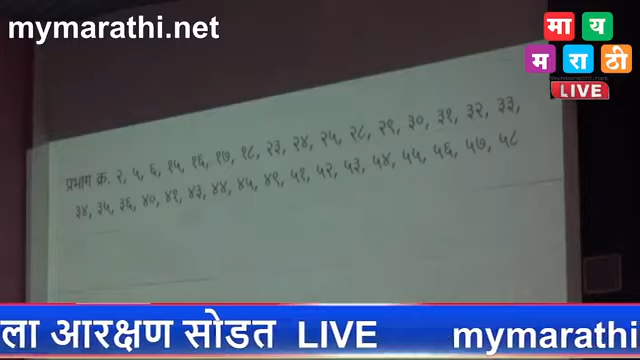 mymarathi.net
मा य
म रा ठी
mymarathi.net
LIVE
प्रभाग क्र. २, ५, ६, १५, १६, १७, १८, २३, २४, २५, २८, २९, ३०, ३१, ३२, ३३,
३४, ३५, ३६, ४०, ४१, ४३, ४४, ४५, ४९, ५१, ५२, ५३, ५४, ५५, ५६, ५७, ५८
ला आरक्षण सोडत LIVE mymarathi